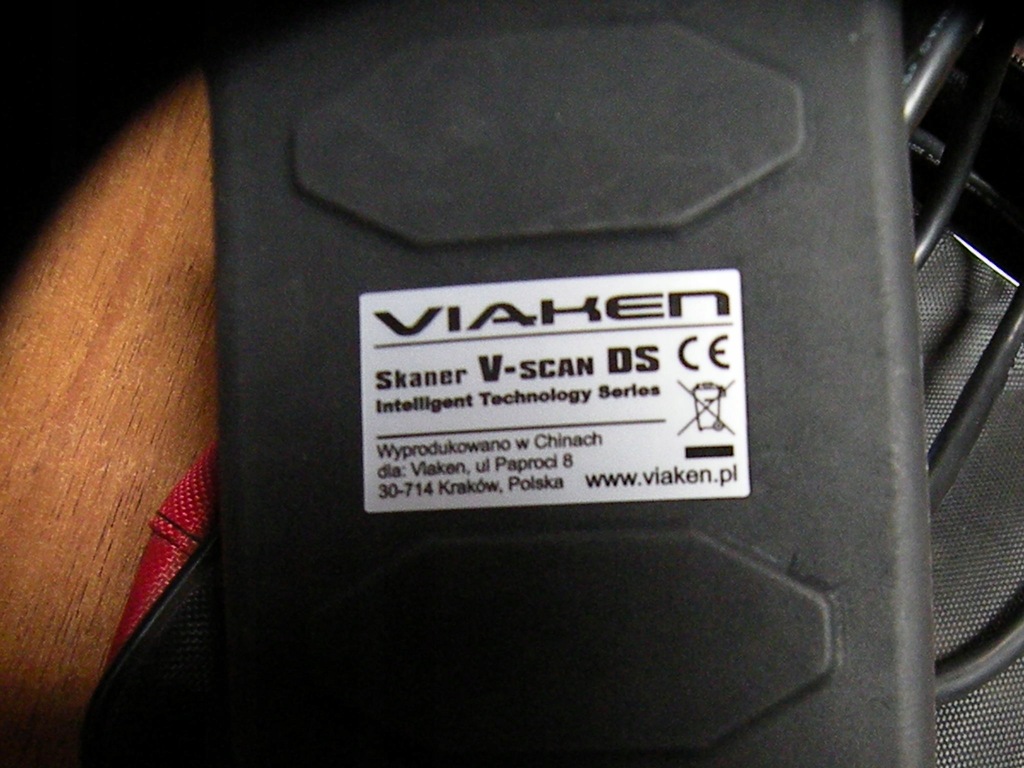 VIAKEN
Skaner V-SCAN DS
CE
Intelligent Technology Series
Wyprodukowano w Chinach
dla: Viaken, ul Paproci 8
30-714 Kraków, Polska
www.viaken.pl